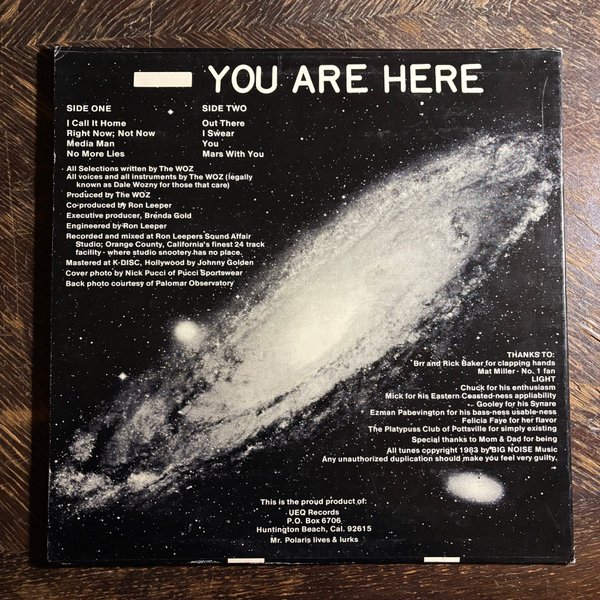 YOU ARE HERE
SIDE ONE
I Call It Home
Right Now; Not Now
Media Man
No More Lies
SIDE TWO
Out There
I Swear
You
Mars With You
All Selections written by The WOZ
All voices and all instruments by The WOZ (legally
known as Dale Wozny for those that care)
Produced by The WOZ
Co-produced by Ron Leeper
Executive producer, Brenda Gold
Engineered by Ron Leeper
Recorded and mixed at Ron Leepers Sound Affair
Studio; Orange County, California's finest 24 track
facility - where studio snootery has no place.
Mastered at K-DISC, Hollywood by Johnny Golden
Cover photo by Nick Pucci of Pucci Sportswear
Back photo courtesy of Palomar Observatory
THANKS TO:
Brr and Rick Baker for clapping hands
Mat Miller - No. 1 fan
LIGHT
Chuck for his enthusiasm
Mick for his Eastern Ceasted-ness appliability
Gooley for his Synare
Ezman Pabevington for his bass-ness usable-ness
Felicia Faye for her flavor
The Platypuss Club of Pottsville for simply existing
Special thanks to Mom & Dad for being
All tunes copyright 1983 by BIG NOISE Music
Any unauthorized duplication should make you feel very guilty.
This is the proud product of:
UEQ Records
P.O. Box 6706
Huntington Beach, Cal. 92615
Mr. Polaris lives & lurks